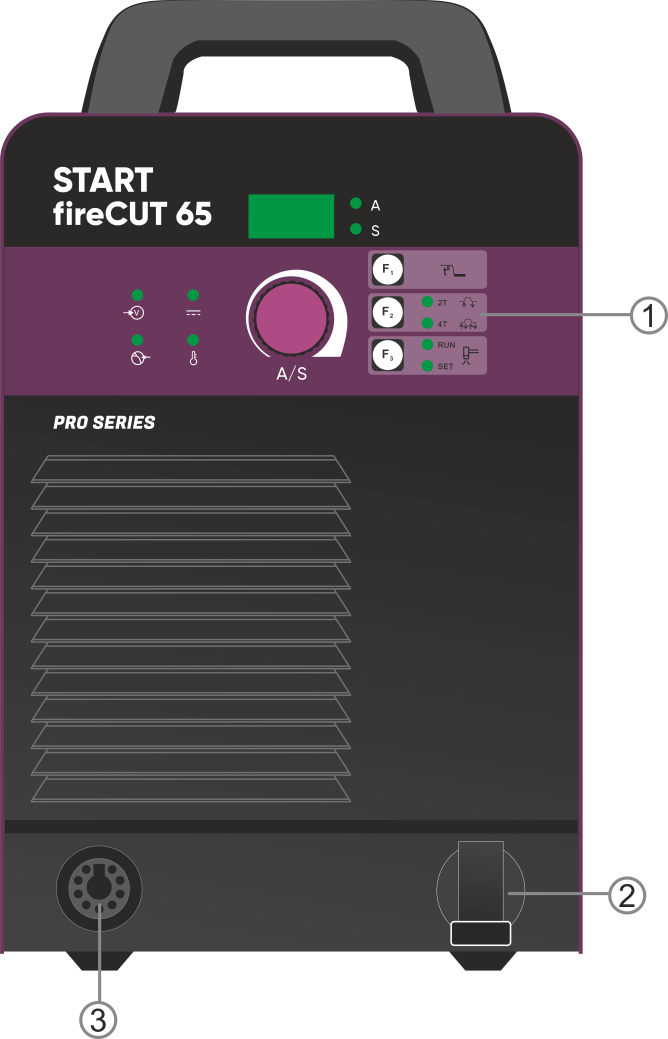 START
fireCUT 65
A
S
F1
F2
2T
4T
F3
RUN
SET
V
A/S
PRO SERIES
1
2
3